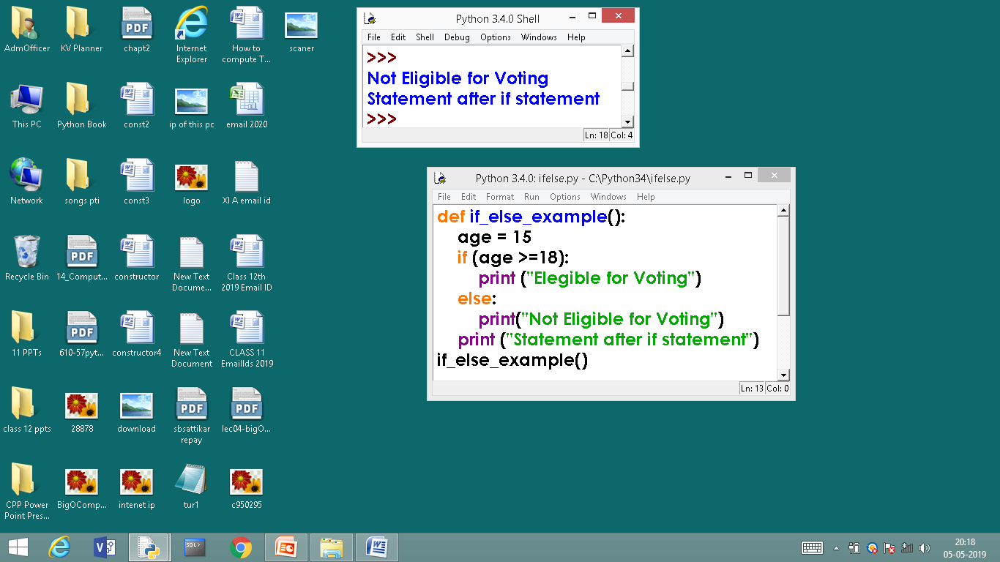 AdmOfficer
KV Planner
chapt2
Internet
Explorer
How to
compute T...
scaner
This PC
Python Book
const2
ip of this pc
email 2020
Network
songs pti
const3
logo
XI A email id
Recycle Bin
14_Comput...
constructor
New Text
Docume...
Class 12th
2019 Email ID
11 PPTs
610-57pyt...
constructor4
New Text
Document
CLASS 11
EmailIds 2019
class 12 ppts
28878
download
sbsattikar
repay
lec04-bigO...
CPP Power
Point Pres...
BigOComp...
intenet ip
tur1
c950295
Python 3.4.0 Shell
File Edit Shell Debug Options Windows Help
>>>
Not Eligible for Voting
Statement after if statement
>>>
Ln: 18 Col: 4
Python 3.4.0: ifelse.py - C:\Python34\ifelse.py
File Edit Format Run Options Windows Help
def if_else_example():
    age = 15
    if (age >=18):
        print ("Elegible for Voting")
    else:
        print("Not Eligible for Voting")
    print ("Statement after if statement")
if_else_example()
Ln: 13 Col: 0
SQL>
20:18
05-05-2019